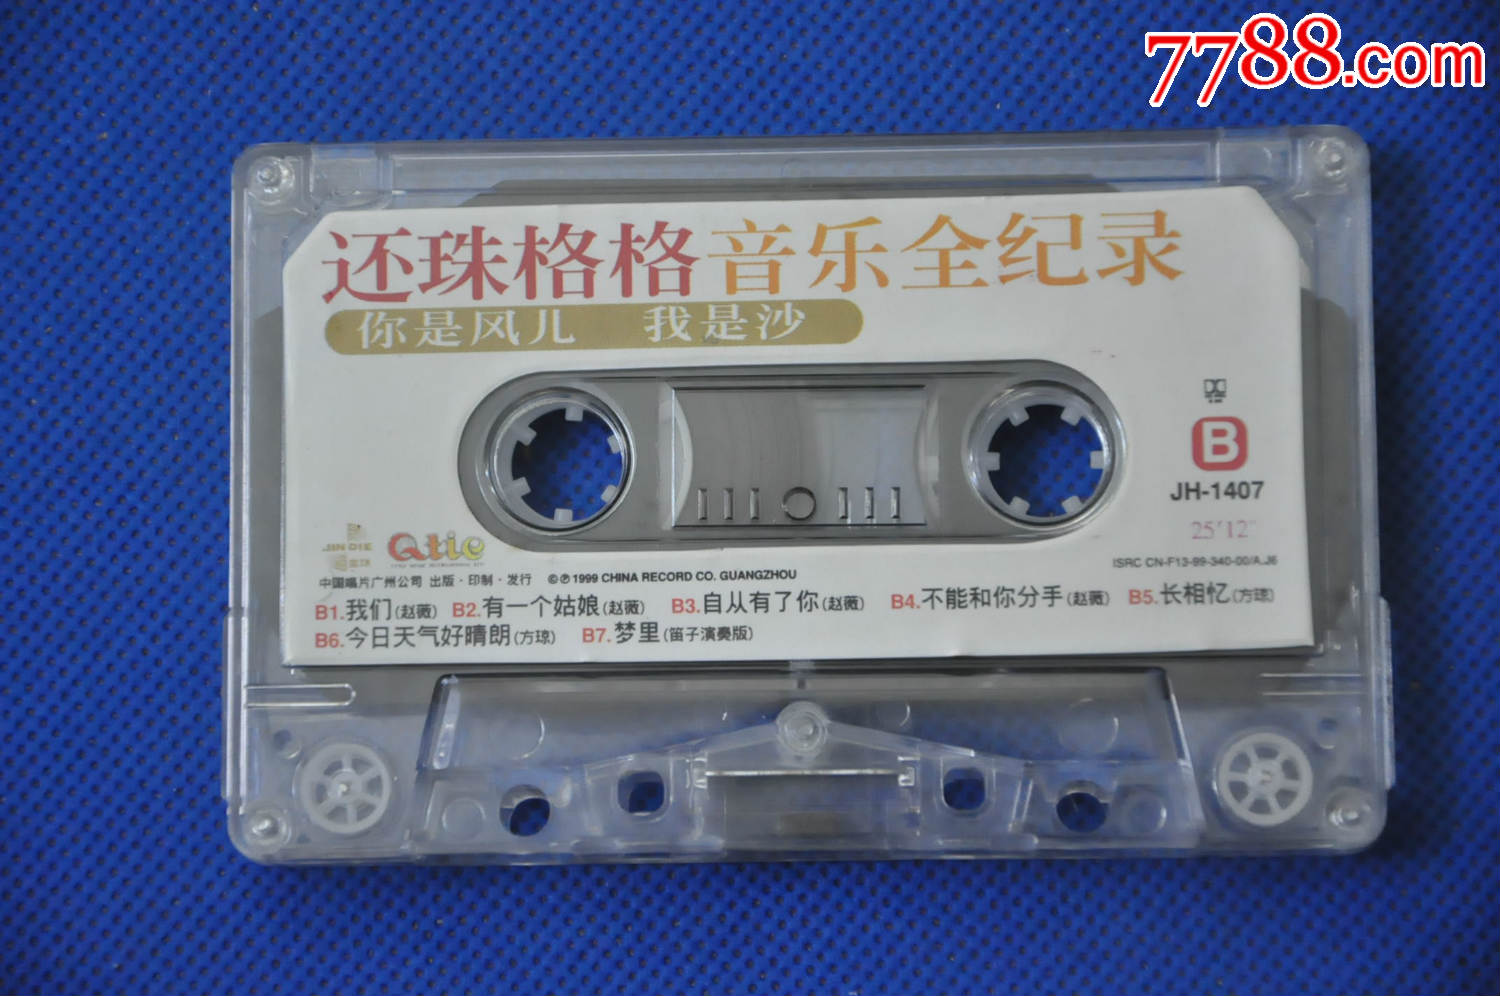 7788.com
还珠格格音乐全纪录
你是风儿 我是沙
B
JH-1407
25'12"
JINDIE
Qtic
ISRC CN-F13-99-340-00/A.J6
中国唱片广州公司 出版·印制·发行 ©℗1999 CHINA RECORD CO. GUANGZHOU
B1.我们(赵薇) B2.有一个姑娘(赵薇) B3.自从有了你(赵薇) B4.不能和你分手(赵薇) B5.长相忆(方琼)
B6.今日天气好晴朗(方琼) B7.梦里(笛子演奏版)